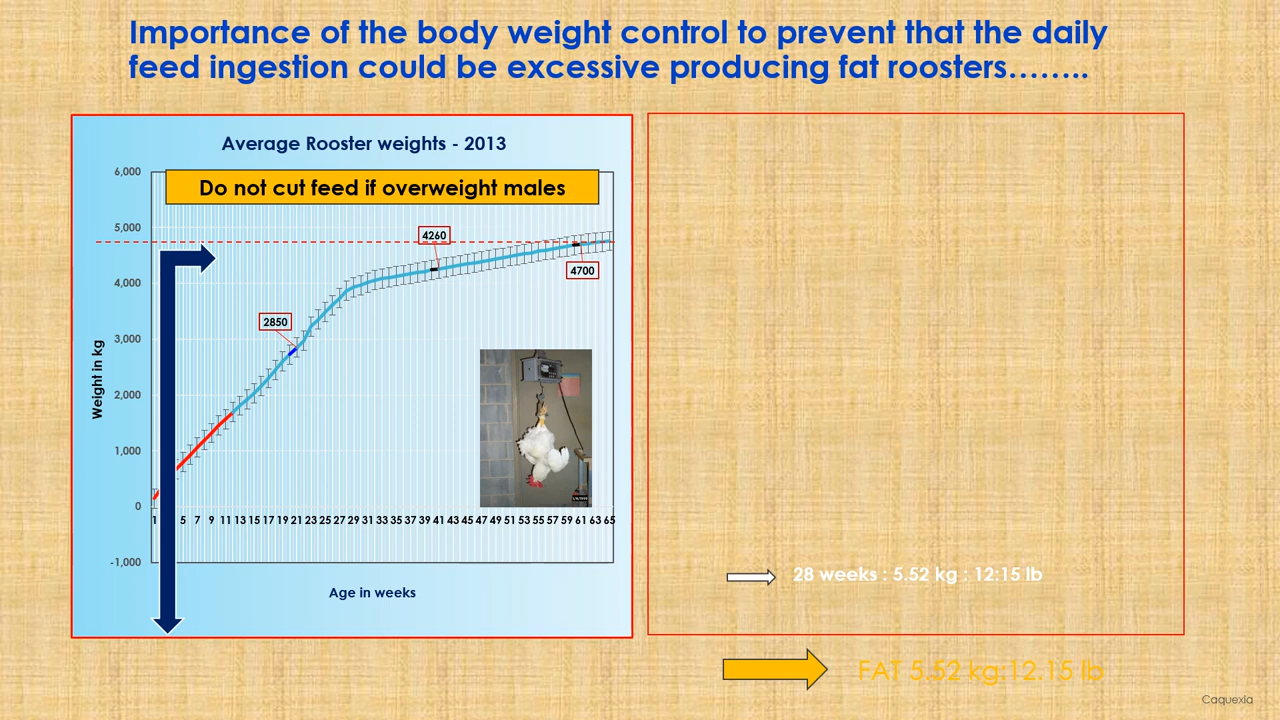 Importance of the body weight control to prevent that the daily
feed ingestion could be excessive producing fat roosters……..
Average Rooster weights - 2013
6,000
Do not cut feed if overweight males
5,000
4260
4700
4,000
2850
3,000
Weight in kg
2,000
1,000
0
1 5 7 9 11 13 15 17 19 21 23 25 27 29 31 33 35 37 39 41 43 45 47 49 51 53 55 57 59 61 63 65
-1,000
Age in weeks
28 weeks : 5.52 kg : 12:15 lb
FAT 5.52 kg:12.15 lb
Caquexia